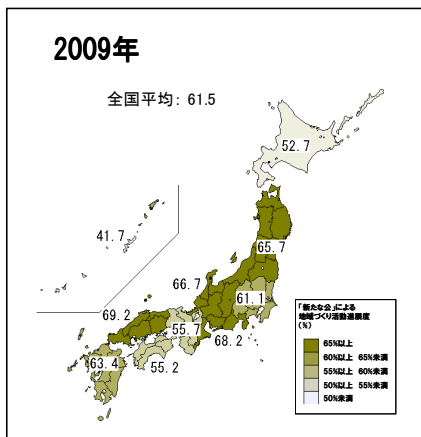 2009年
全国平均: 61.5
52.7
41.7
65.7
66.7
61.1
69.2
55.7
68.2
63.4
55.2
「新たな公」による
地域づくり活動進展度
(%)
65%以上
60%以上 65%未満
55%以上 60%未満
50%以上 55%未満
50%未満